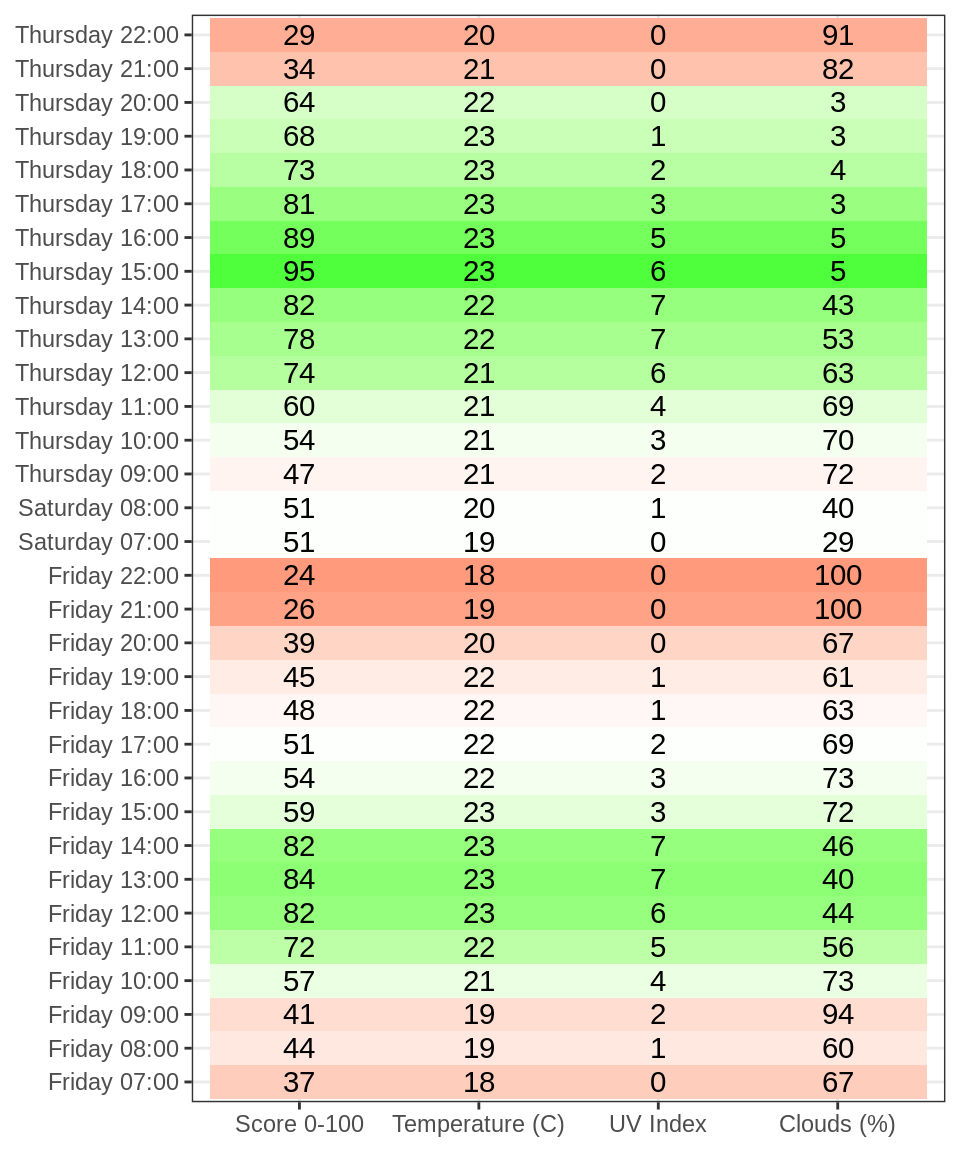 Thursday 22:00 29 20 0 91
Thursday 21:00 34 21 0 82
Thursday 20:00 64 22 0 3
Thursday 19:00 68 23 1 3
Thursday 18:00 73 23 2 4
Thursday 17:00 81 23 3 3
Thursday 16:00 89 23 5 5
Thursday 15:00 95 23 6 5
Thursday 14:00 82 22 7 43
Thursday 13:00 78 22 7 53
Thursday 12:00 74 21 6 63
Thursday 11:00 60 21 4 69
Thursday 10:00 54 21 3 70
Thursday 09:00 47 21 2 72
Saturday 08:00 51 20 1 40
Saturday 07:00 51 19 0 29
Friday 22:00 24 18 0 100
Friday 21:00 26 19 0 100
Friday 20:00 39 20 0 67
Friday 19:00 45 22 1 61
Friday 18:00 48 22 1 63
Friday 17:00 51 22 2 69
Friday 16:00 54 22 3 73
Friday 15:00 59 23 3 72
Friday 14:00 82 23 7 46
Friday 13:00 84 23 7 40
Friday 12:00 82 23 6 44
Friday 11:00 72 22 5 56
Friday 10:00 57 21 4 73
Friday 09:00 41 19 2 94
Friday 08:00 44 19 1 60
Friday 07:00 37 18 0 67
Score 0-100 Temperature (C) UV Index Clouds (%)